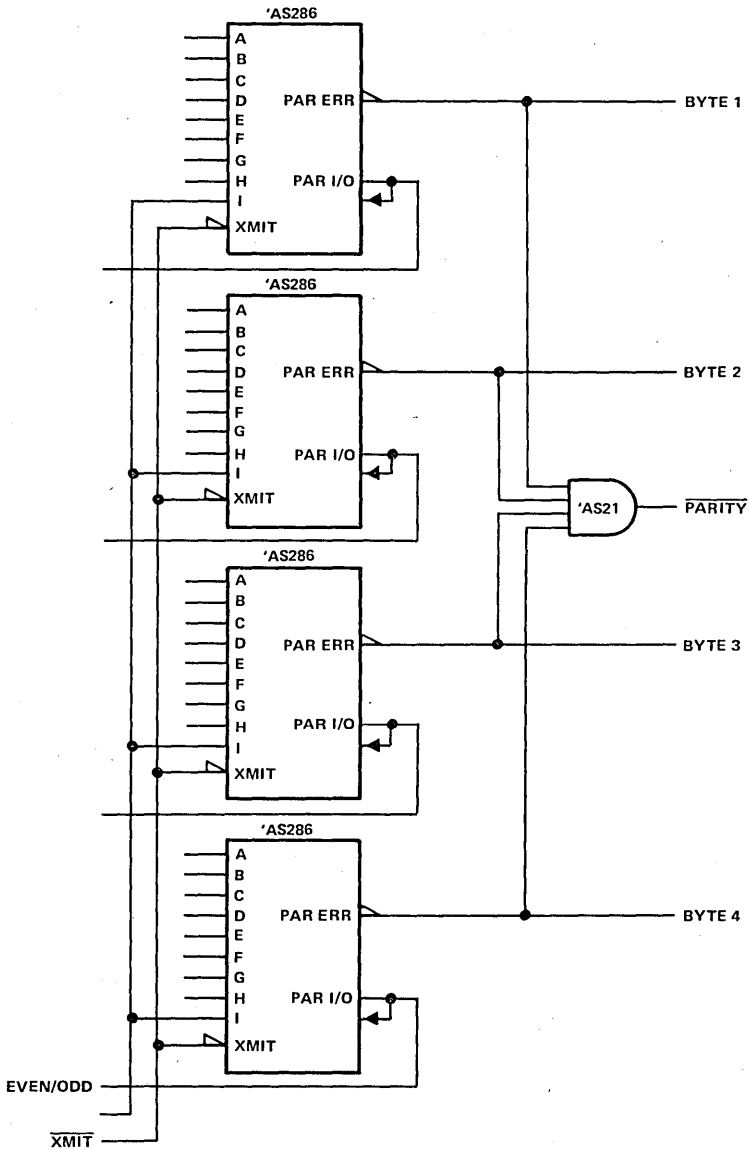 'AS286
A
B
C
D
E
F
G
H
I
XMIT
PAR ERR
PAR I/O
BYTE 1
'AS286
A
B
C
D
E
F
G
H
I
XMIT
PAR ERR
PAR I/O
BYTE 2
'AS21
PARITY
'AS286
A
B
C
D
E
F
G
H
I
XMIT
PAR ERR
PAR I/O
BYTE 3
'AS286
A
B
C
D
E
F
G
H
I
XMIT
PAR ERR
PAR I/O
BYTE 4
EVEN/ODD
XMIT